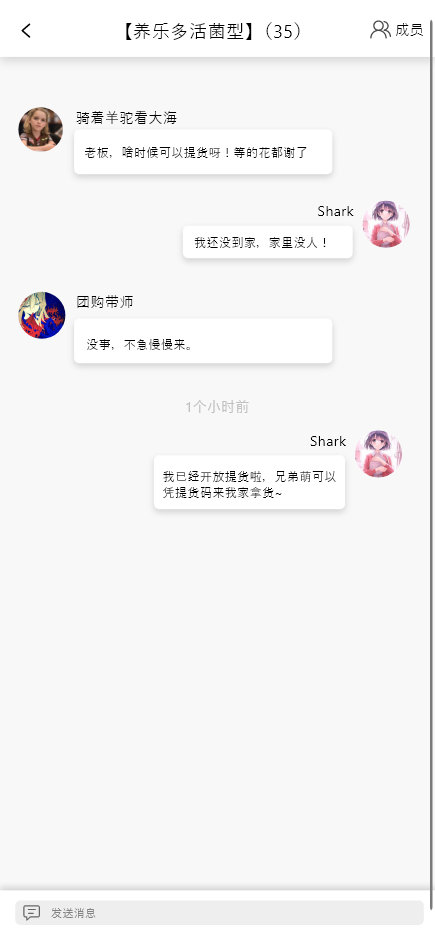 【养乐多活菌型】（35）
成员
骑着羊驼看大海
老板，啥时候可以提货呀！等的花都谢了
Shark
我还没到家，家里没人！
团购带师
没事，不急慢慢来。
1个小时前
Shark
我已经开放提货啦，兄弟萌可以
凭提货码来我家拿货~
发送消息